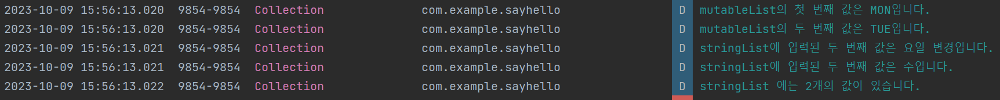 2023-10-09 15:56:13.020 9854-9854 Collection com.example.sayhello D mutableList의 첫 번째 값은 MON입니다.
2023-10-09 15:56:13.020 9854-9854 Collection com.example.sayhello D mutableList의 두 번째 값은 TUE입니다.
2023-10-09 15:56:13.021 9854-9854 Collection com.example.sayhello D stringList에 입력된 두 번째 값은 요일 변경입니다.
2023-10-09 15:56:13.021 9854-9854 Collection com.example.sayhello D stringList에 입력된 두 번째 값은 수입니다.
2023-10-09 15:56:13.022 9854-9854 Collection com.example.sayhello D stringList 에는 2개의 값이 있습니다.